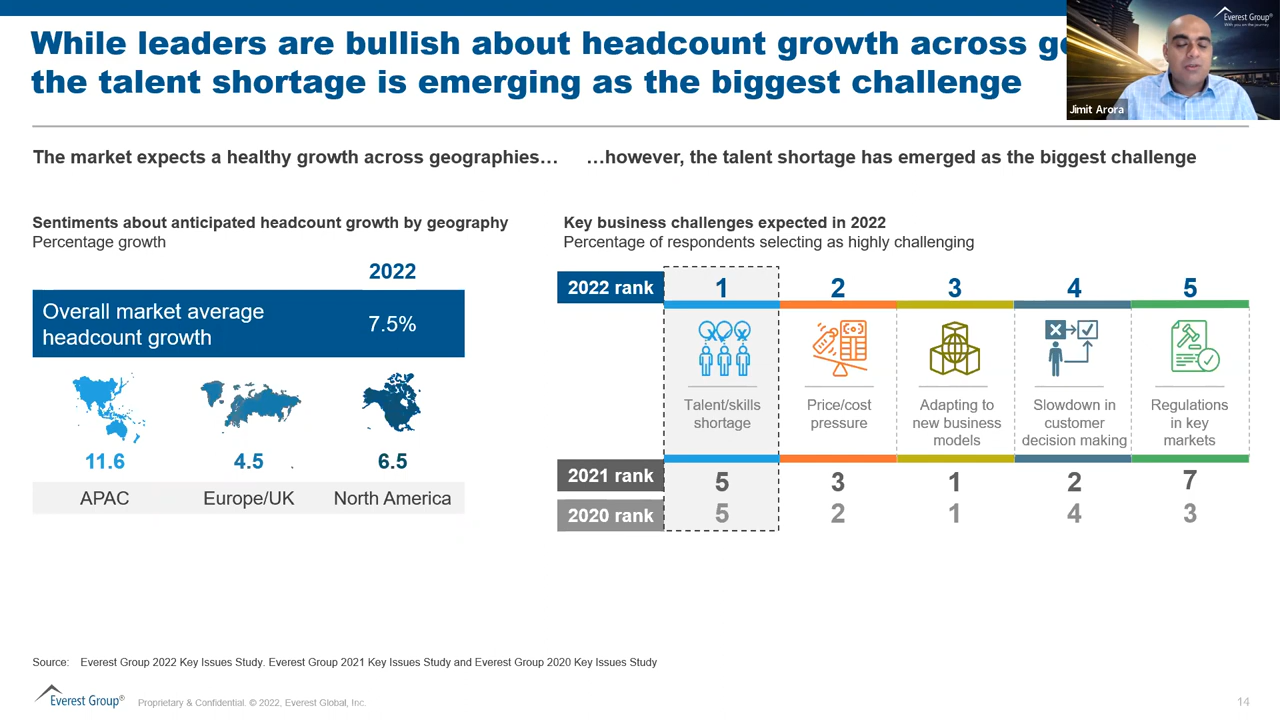 While leaders are bullish about headcount growth across
the talent shortage is emerging as the biggest challenge
Everest Group®
With you on the journey
Jimit Arora
The market expects a healthy growth across geographies…
…however, the talent shortage has emerged as the biggest challenge
Sentiments about anticipated headcount growth by geography
Percentage growth
2022
Overall market average
headcount growth
7.5%
11.6
4.5
6.5
APAC
Europe/UK
North America
Key business challenges expected in 2022
Percentage of respondents selecting as highly challenging
2022 rank
1
2
3
4
5
Talent/skills
shortage
Price/cost
pressure
Adapting to
new business
models
Slowdown in
customer
decision making
Regulations
in key
markets
2021 rank
5
3
1
2
7
2020 rank
5
2
1
4
3
Source: Everest Group 2022 Key Issues Study. Everest Group 2021 Key Issues Study and Everest Group 2020 Key Issues Study
Everest Group®
Proprietary & Confidential. © 2022, Everest Global, Inc.
14